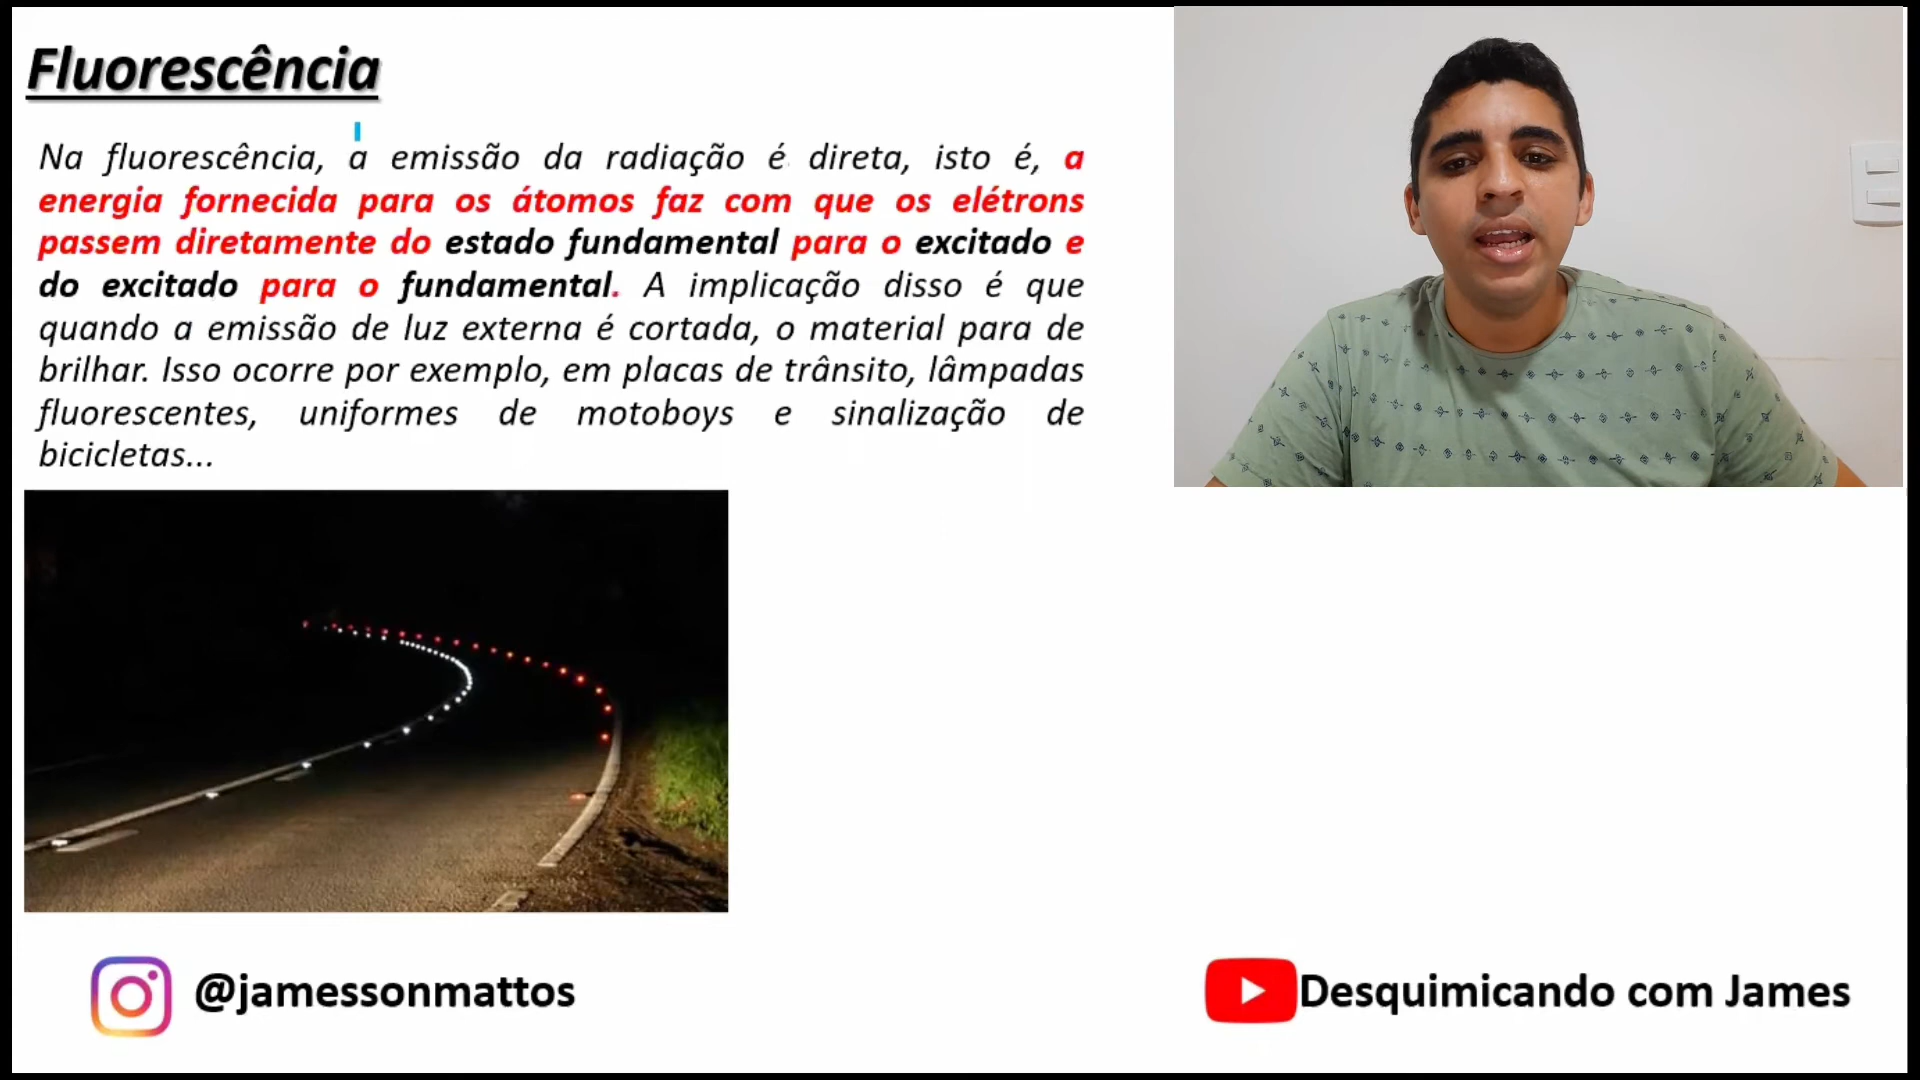 Fluorescência
Na fluorescência, a emissão da radiação é direta, isto é, a
energia fornecida para os átomos faz com que os elétrons
passem diretamente do estado fundamental para o excitado e
do excitado para o fundamental. A implicação disso é que
quando a emissão de luz externa é cortada, o material para de
brilhar. Isso ocorre por exemplo, em placas de trânsito, lâmpadas
fluorescentes, uniformes de motoboys e sinalização de
bicicletas...
@jamessonmattos
Desquimicando com James